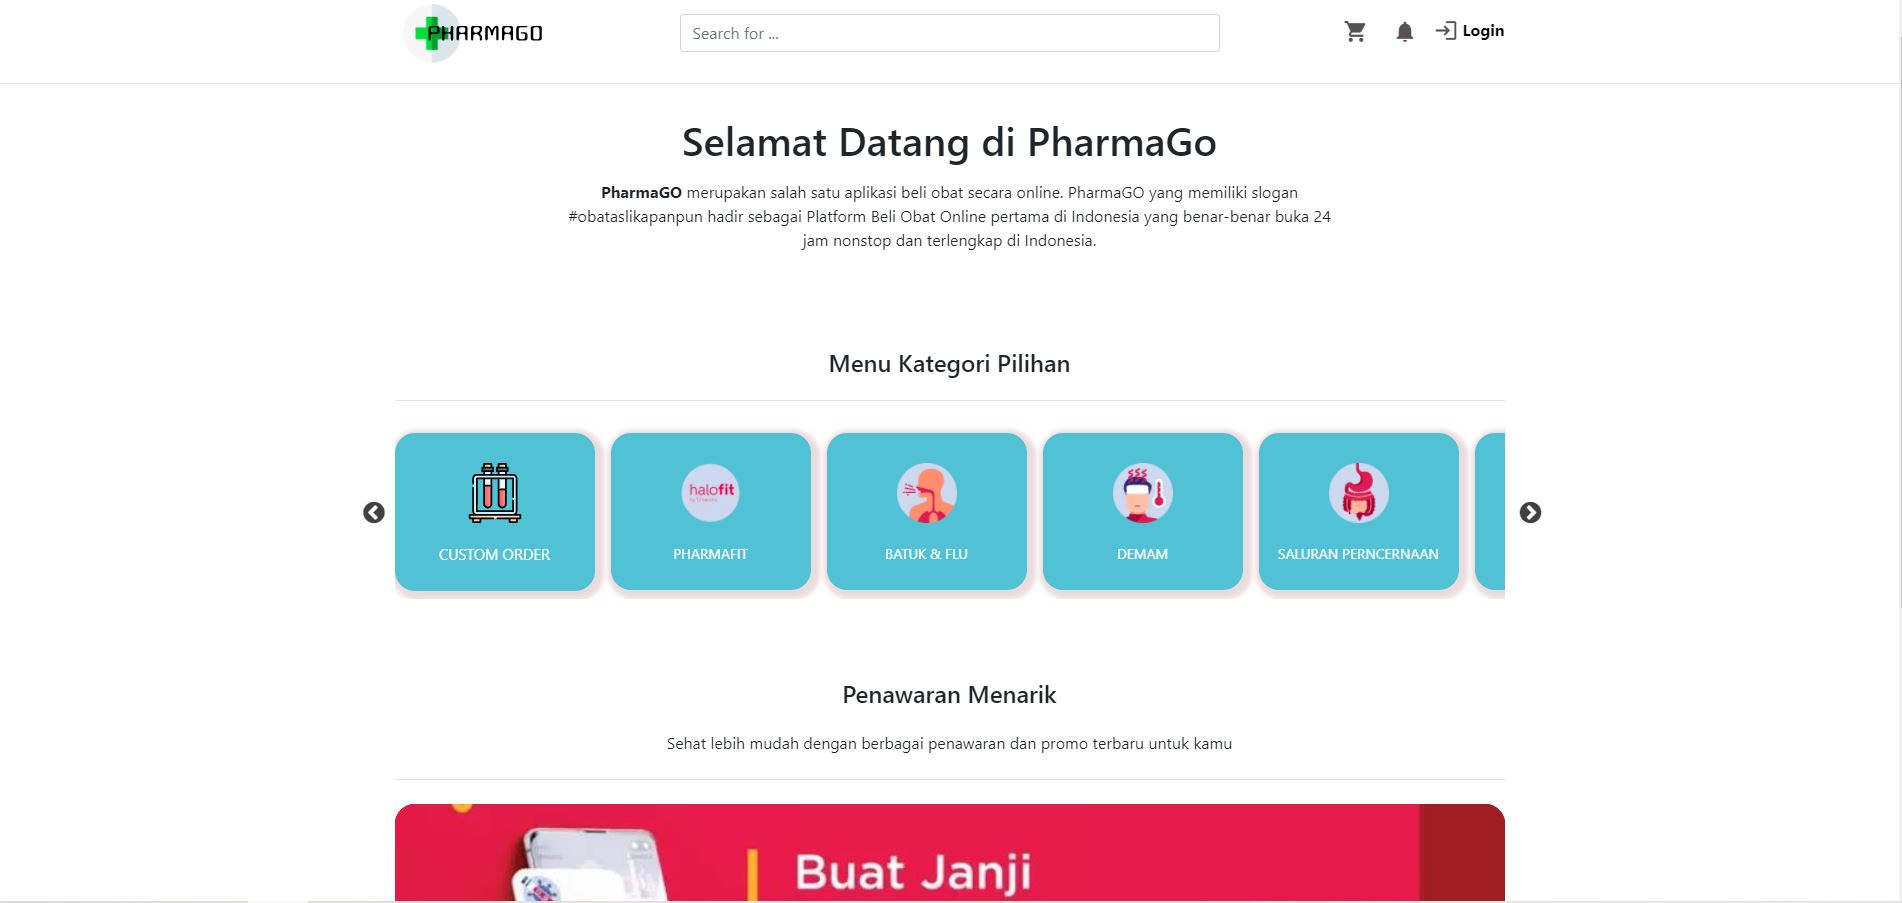 PHARMAGO
Search for ...
Login
Selamat Datang di PharmaGo
PharmaGO merupakan salah satu aplikasi beli obat secara online. PharmaGO yang memiliki slogan
#obataslikapanpun hadir sebagai Platform Beli Obat Online pertama di Indonesia yang benar-benar buka 24
jam nonstop dan terlengkap di Indonesia.
Menu Kategori Pilihan
CUSTOM ORDER
halofit
PHARMAFIT
BATUK & FLU
DEMAM
SALURAN PERNCERNAAN
Penawaran Menarik
Sehat lebih mudah dengan berbagai penawaran dan promo terbaru untuk kamu
Buat Janji